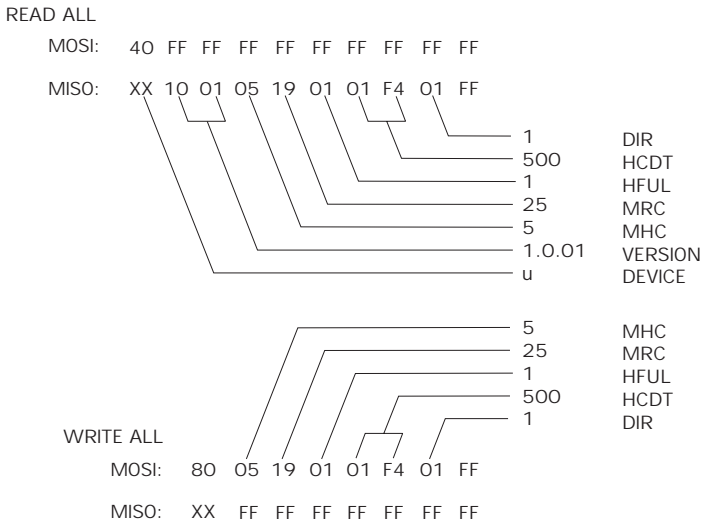 READ ALL
MOSI: 40 FF FF FF FF FF FF FF FF FF
MISO: XX 10 01 05 19 01 01 F4 01 FF
1 DIR
500 HCDT
1 HFUL
25 MRC
5 MHC
1.0.01 VERSION
u DEVICE
5 MHC
25 MRC
1 HFUL
500 HCDT
1 DIR
WRITE ALL
MOSI: 80 05 19 01 01 F4 01 FF
MISO: XX FF FF FF FF FF FF FF